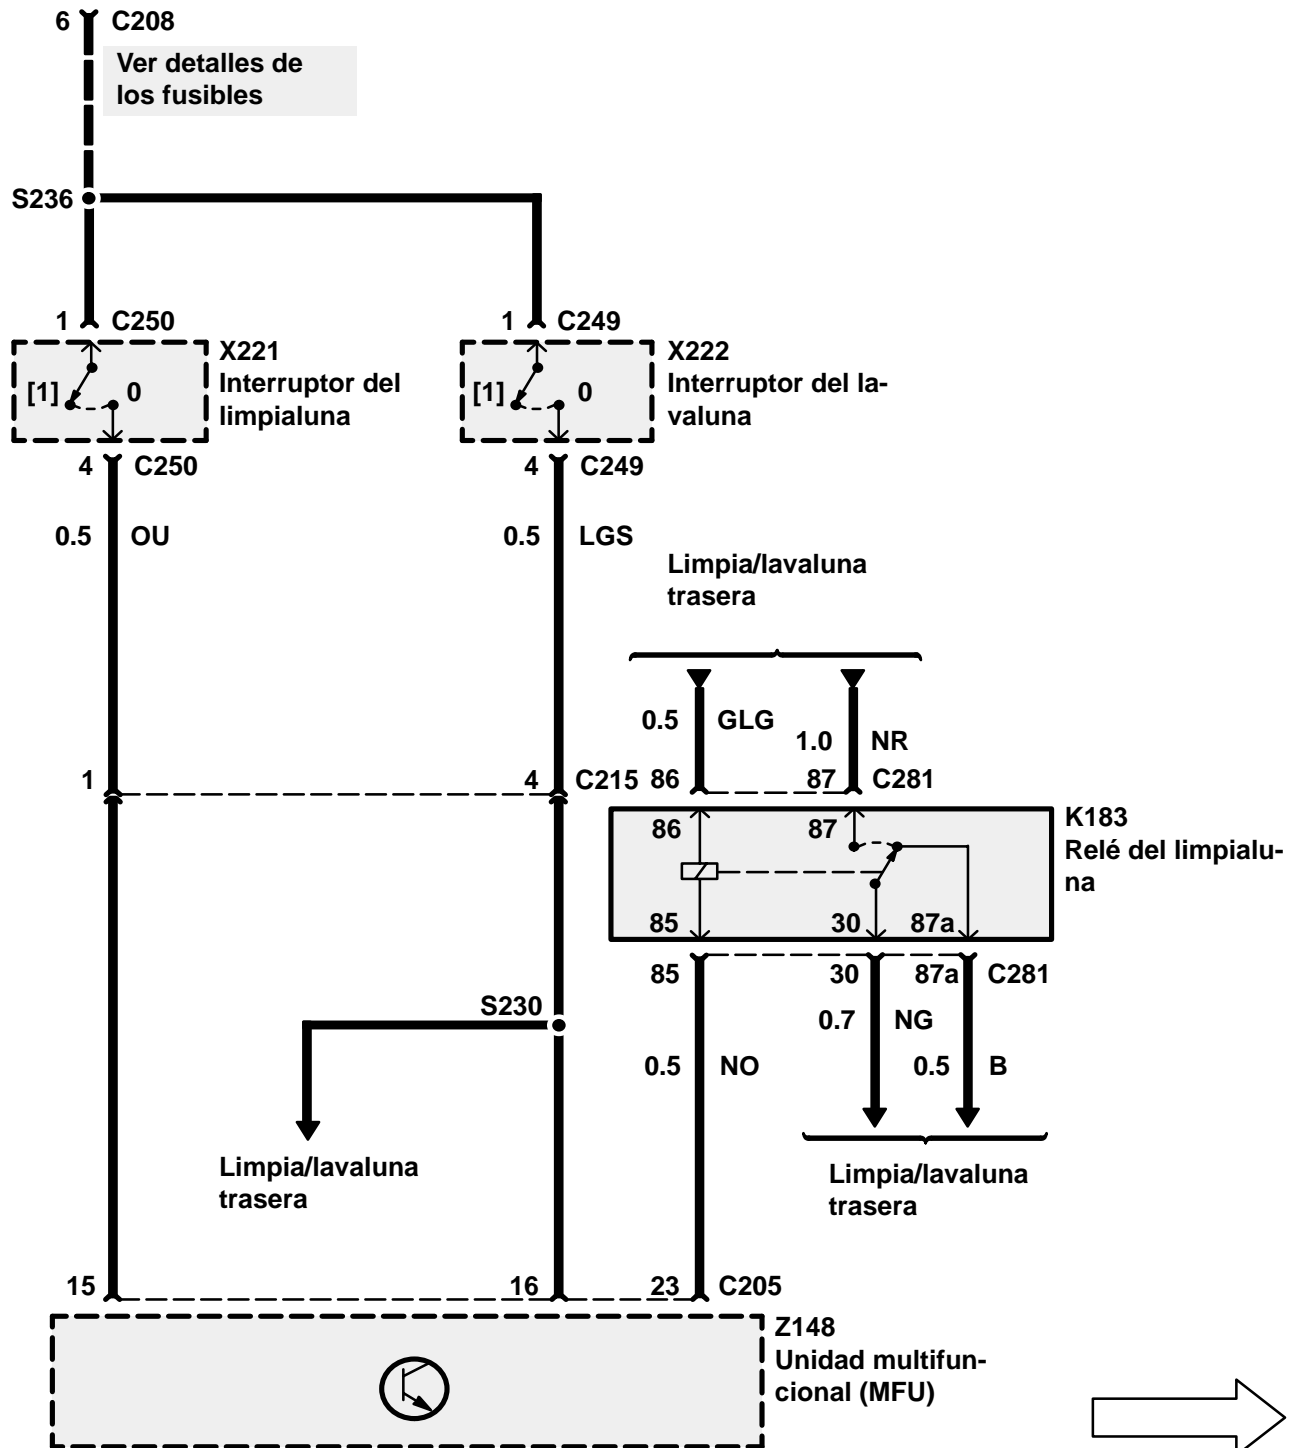 6 C208
Ver detalles de
los fusibles
S236
1 C250
1 C249
X221
Interruptor del
limpialuna
[1] 0
X222
Interruptor del la-
valuna
[1] 0
4 C250
4 C249
0.5 OU
0.5 LGS
Limpia/lavaluna
trasera
0.5 GLG
1.0 NR
1
4 C215
86 87 C281
86 87
K183
Relé del limpialu-
na
85 30 87a
85 30 87a C281
S230
0.7 NG
0.5 NO
0.5 B
Limpia/lavaluna
trasera
Limpia/lavaluna
trasera
15 16 23 C205
Z148
Unidad multifun-
cional (MFU)